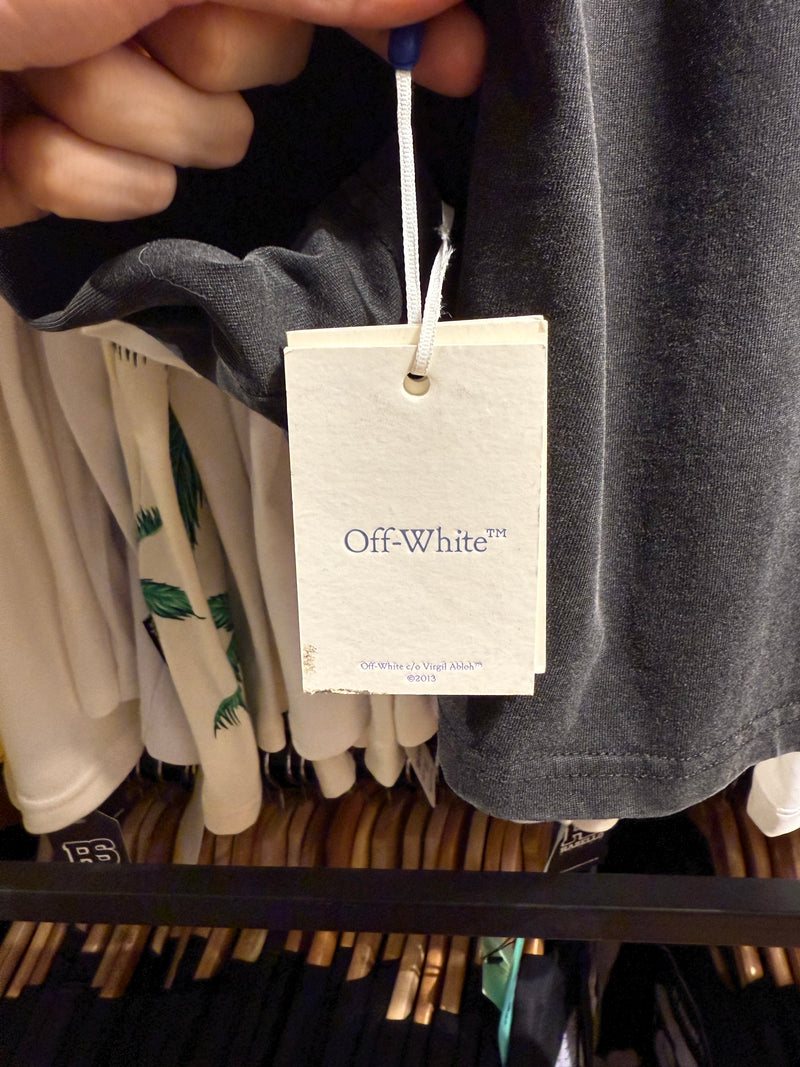 Off-White™
Off-White c/o Virgil Abloh™
©2013